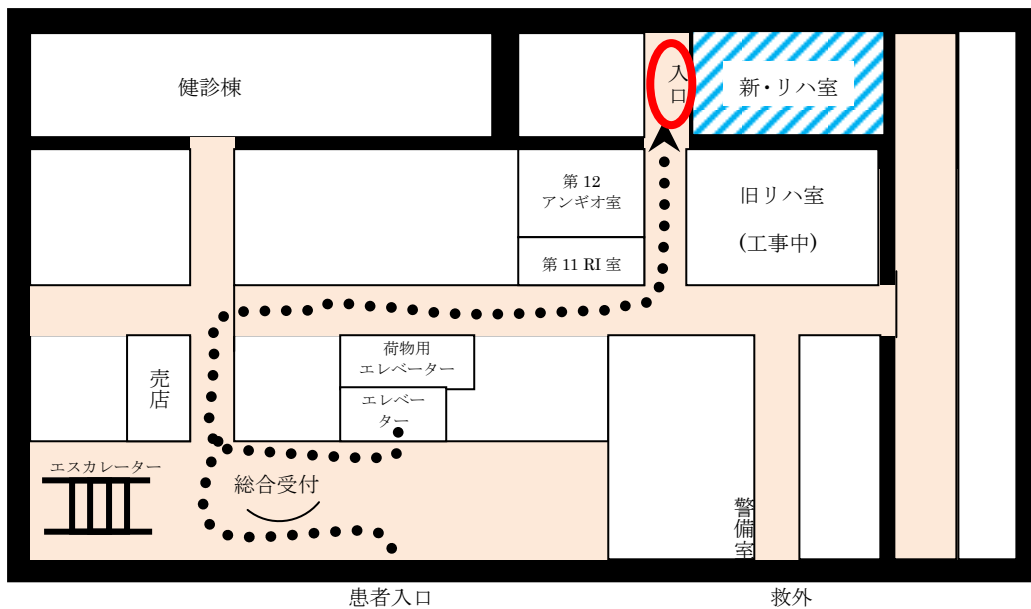 健診棟
入口
新・リハ室
第 12
アンギオ室
旧リハ室
(工事中)
第 11 RI 室
荷物用
エレベーター
売店
エレベー
ター
エスカレーター
総合受付
警備室
患者入口
救外